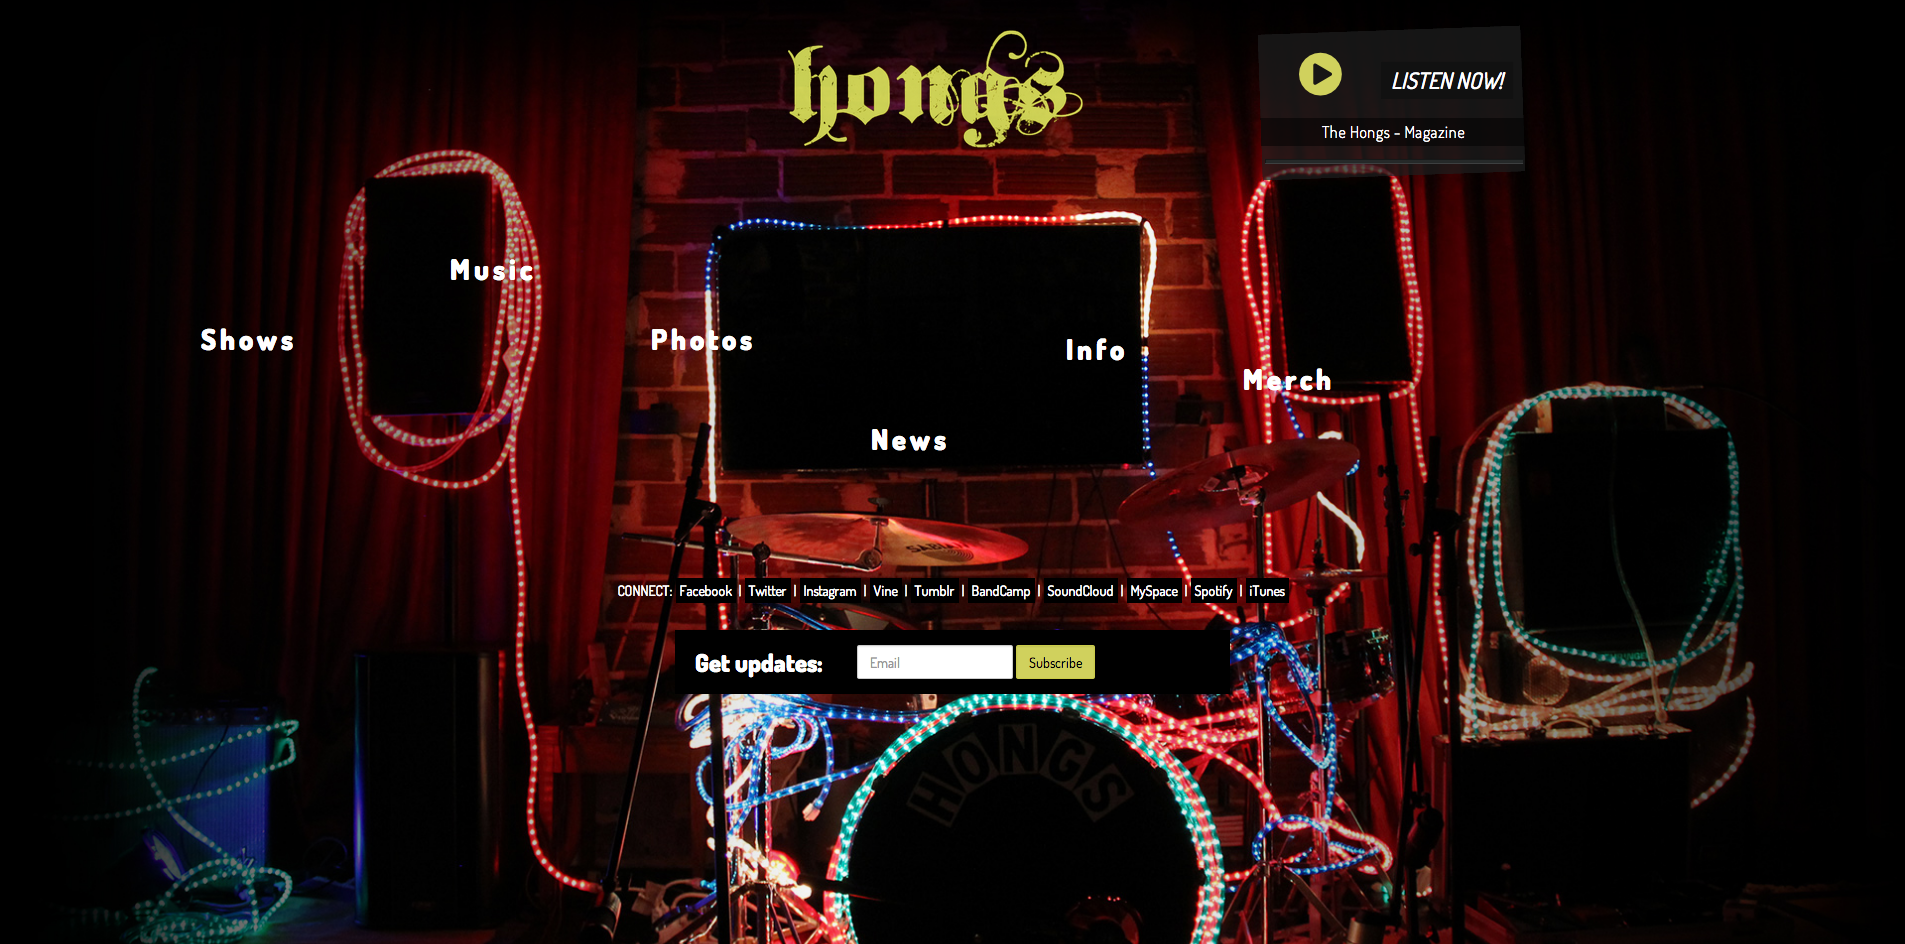 hongs
LISTEN NOW!
The Hongs - Magazine
Music
Shows
Photos
Info
Merch
News
CONNECT: Facebook | Twitter | Instagram | Vine | Tumblr | BandCamp | SoundCloud | MySpace | Spotify | iTunes
Get updates: Email Subscribe
HONGS